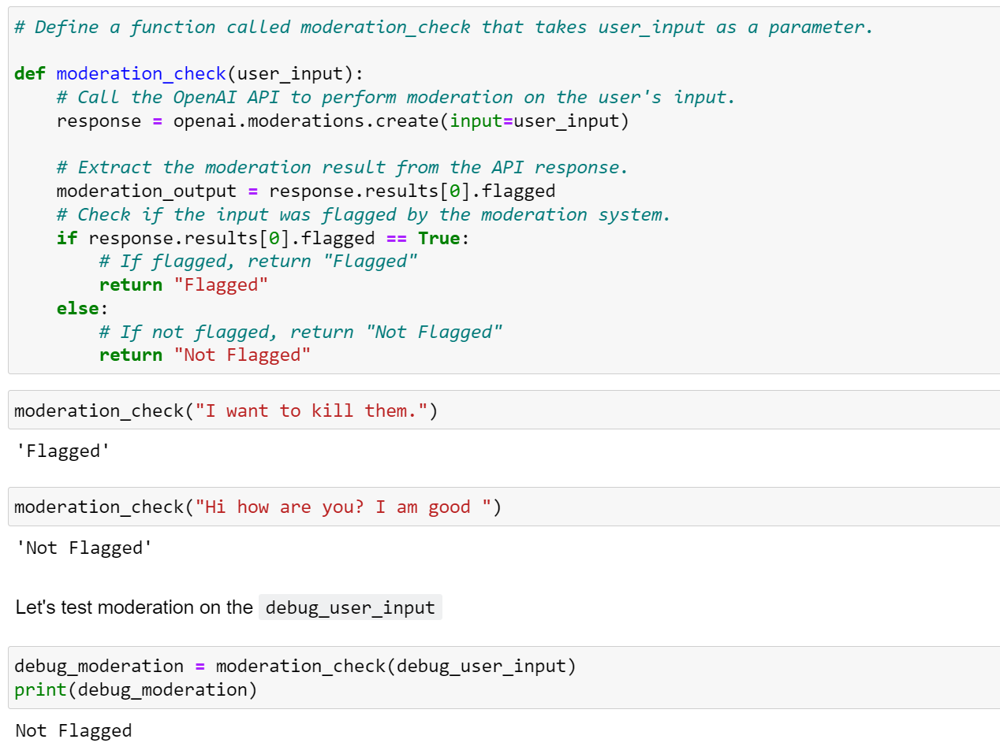 # Define a function called moderation_check that takes user_input as a parameter.
def moderation_check(user_input):
    # Call the OpenAI API to perform moderation on the user's input.
    response = openai.moderations.create(input=user_input)
    # Extract the moderation result from the API response.
    moderation_output = response.results[0].flagged
    # Check if the input was flagged by the moderation system.
    if response.results[0].flagged == True:
        # If flagged, return "Flagged"
        return "Flagged"
    else:
        # If not flagged, return "Not Flagged"
        return "Not Flagged"
moderation_check("I want to kill them.")
'Flagged'
moderation_check("Hi how are you? I am good ")
'Not Flagged'
Let's test moderation on the debug_user_input
debug_moderation = moderation_check(debug_user_input)
print(debug_moderation)
Not Flagged